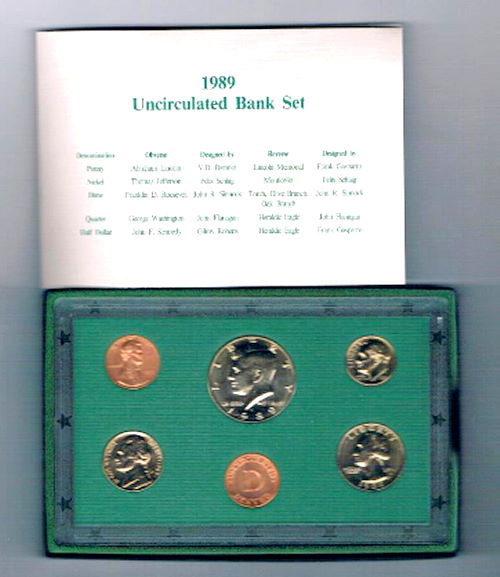 1989
Uncirculated Bank Set
Denomination Obverse Designed by Reverse Designed by
Penny Abraham Lincoln V.D. Brenner Lincoln Memorial Frank Gasparro
Nickel Thomas Jefferson Felix Schlag Monticello Felix Schlag
Dime Franklin D. Roosevelt John R. Sinnock Torch, Olive Branch, John R. Sinnock
Oak Branch
Quarter George Washington John Flanagan Heraldic Eagle John Flanagan
Half Dollar John F. Kennedy Gilroy Roberts Heraldic Eagle Frank Gasparro
LIBERTY
1989
LIBERTY
UNCIRCULATED
D